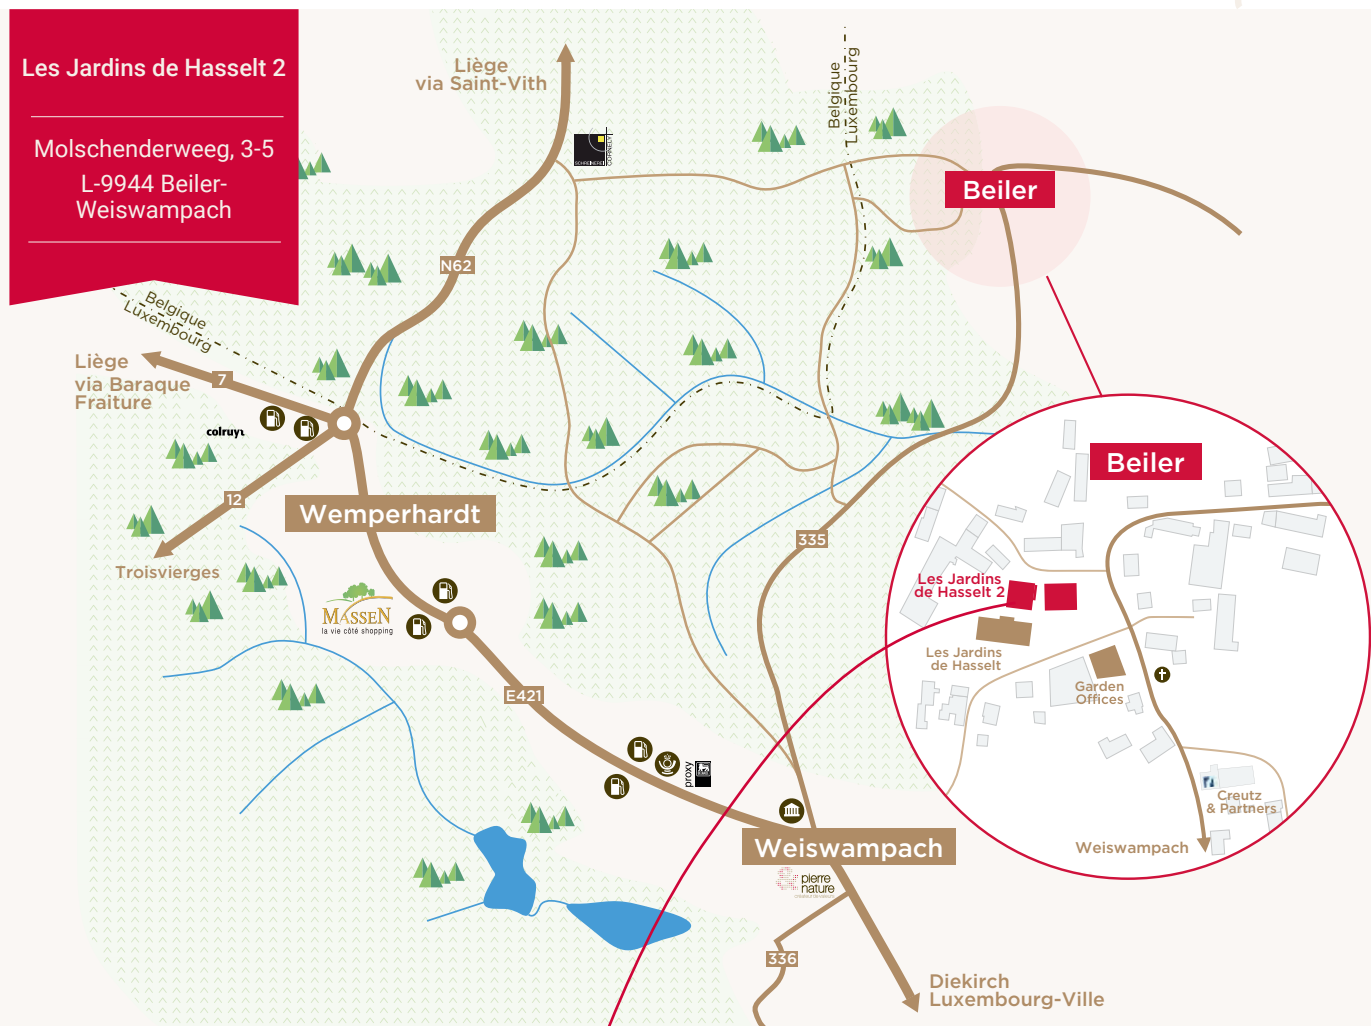 Les Jardins de Hasselt 2
Molschenderweeg, 3-5
L-9944 Beiler-
Weiswampach
Liège
via Saint-Vith
SCHREINEREI
CORNELY
Belgique
Luxembourg
Beiler
N62
Belgique
Luxembourg
Liège
via Baraque
Fraiture
7
colruyt
12
Troisvierges
Wemperhardt
MASSEN
la vie côté shopping
335
E421
proxy
Weiswampach
pierre
nature
336
Diekirch
Luxembourg-Ville
Beiler
Les Jardins
de Hasselt 2
Les Jardins
de Hasselt
Garden
Offices
Creutz
& Partners
Weiswampach